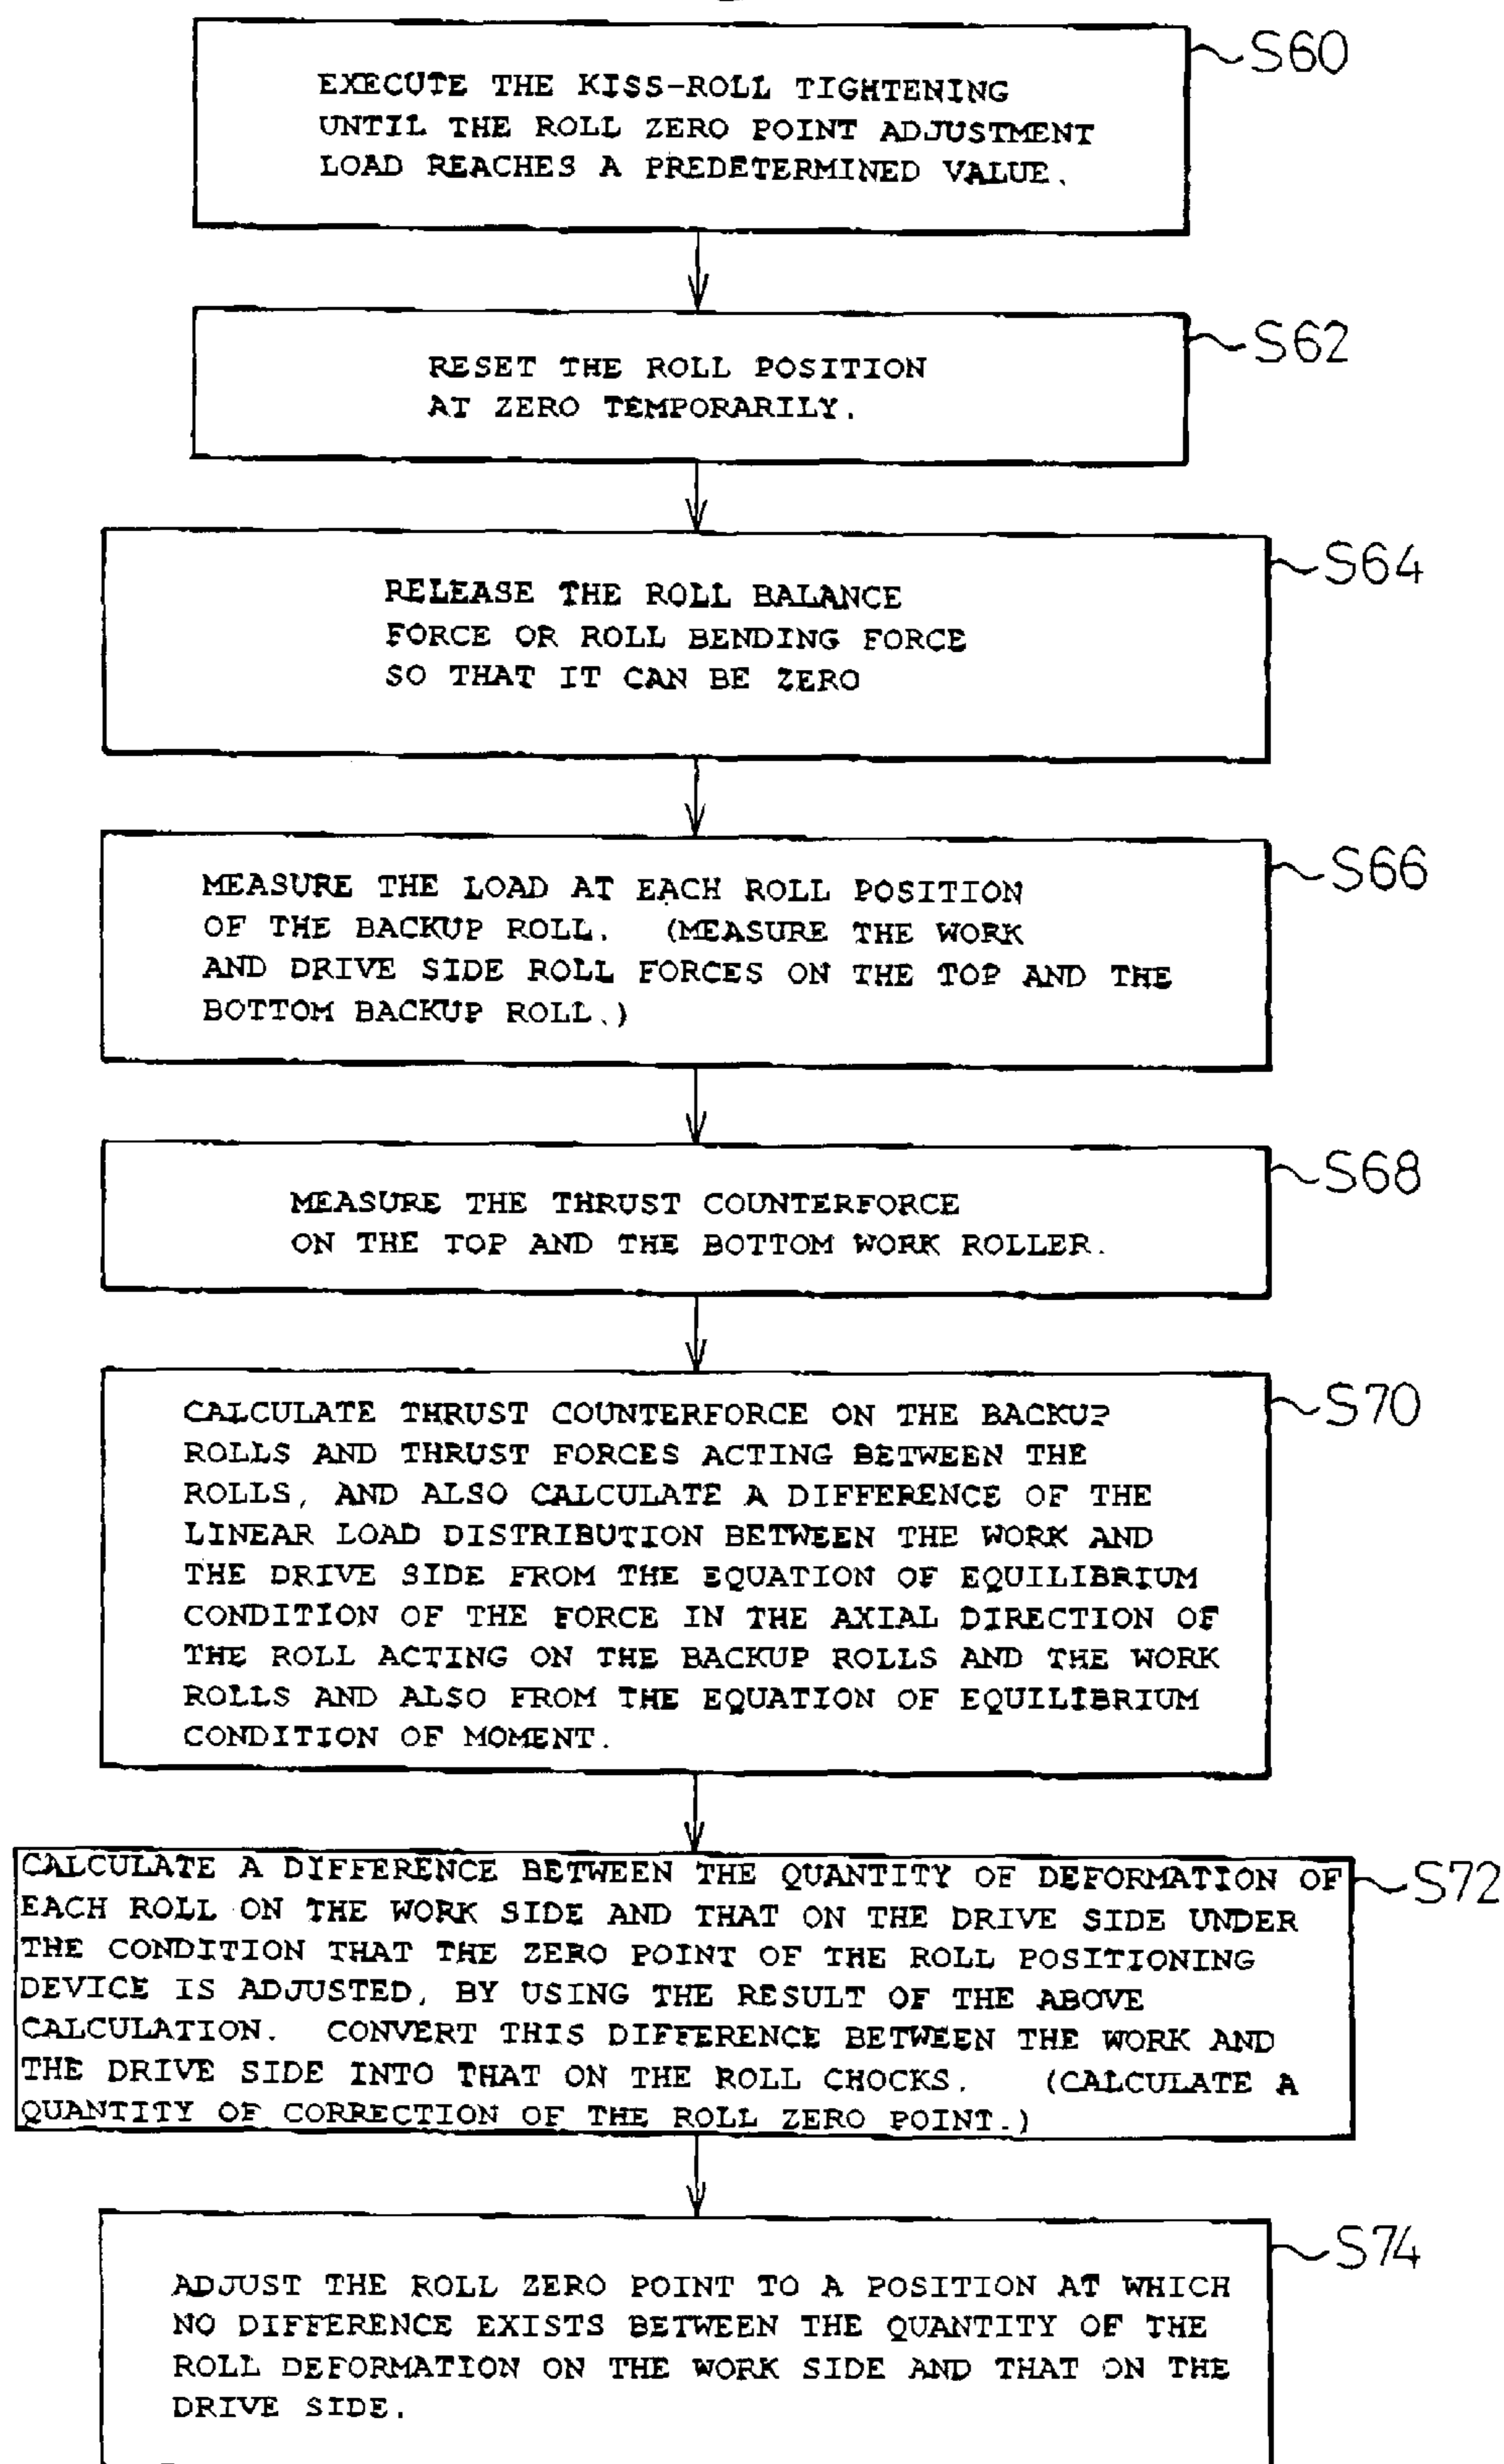 EXECUTE THE KISS-ROLL TIGHTENING
UNTIL THE ROLL ZERO POINT ADJUSTMENT
LOAD REACHES A PREDETERMINED VALUE.
S60
RESET THE ROLL POSITION
AT ZERO TEMPORARILY.
S62
RELEASE THE ROLL BALANCE
FORCE OR ROLL BENDING FORCE
SO THAT IT CAN BE ZERO
S64
MEASURE THE LOAD AT EACH ROLL POSITION
OF THE BACKUP ROLL. (MEASURE THE WORK
AND DRIVE SIDE ROLL FORCES ON THE TOP AND THE
BOTTOM BACKUP ROLL.)
S66
MEASURE THE THRUST COUNTERFORCE
ON THE TOP AND THE BOTTOM WORK ROLLER.
S68
CALCULATE THRUST COUNTERFORCE ON THE BACKUP
ROLLS AND THRUST FORCES ACTING BETWEEN THE
ROLLS, AND ALSO CALCULATE A DIFFERENCE OF THE
LINEAR LOAD DISTRIBUTION BETWEEN THE WORK AND
THE DRIVE SIDE FROM THE EQUATION OF EQUILIBRIUM
CONDITION OF THE FORCE IN THE AXIAL DIRECTION OF
THE ROLL ACTING ON THE BACKUP ROLLS AND THE WORK
ROLLS AND ALSO FROM THE EQUATION OF EQUILIBRIUM
CONDITION OF MOMENT.
S70
CALCULATE A DIFFERENCE BETWEEN THE QUANTITY OF DEFORMATION OF
EACH ROLL ON THE WORK SIDE AND THAT ON THE DRIVE SIDE UNDER
THE CONDITION THAT THE ZERO POINT OF THE ROLL POSITIONING
DEVICE IS ADJUSTED, BY USING THE RESULT OF THE ABOVE
CALCULATION. CONVERT THIS DIFFERENCE BETWEEN THE WORK AND
THE DRIVE SIDE INTO THAT ON THE ROLL CHOCKS. (CALCULATE A
QUANTITY OF CORRECTION OF THE ROLL ZERO POINT.)
S72
ADJUST THE ROLL ZERO POINT TO A POSITION AT WHICH
NO DIFFERENCE EXISTS BETWEEN THE QUANTITY OF THE
ROLL DEFORMATION ON THE WORK SIDE AND THAT ON THE
DRIVE SIDE.
S74